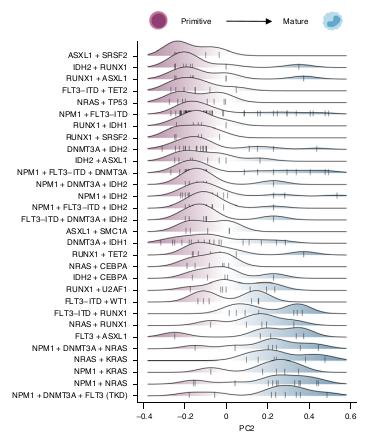 Primitive Mature
ASXL1 + SRSF2
IDH2 + RUNX1
RUNX1 + ASXL1
FLT3−ITD + TET2
NRAS + TP53
NPM1 + FLT3−ITD
RUNX1 + IDH1
RUNX1 + SRSF2
DNMT3A + IDH2
IDH2 + ASXL1
NPM1 + FLT3−ITD + DNMT3A
NPM1 + DNMT3A + IDH2
NPM1 + IDH2
NPM1 + FLT3−ITD + IDH2
FLT3−ITD + DNMT3A + IDH2
ASXL1 + SMC1A
DNMT3A + IDH1
RUNX1 + TET2
NRAS + CEBPA
IDH2 + CEBPA
RUNX1 + U2AF1
FLT3−ITD + WT1
FLT3−ITD + RUNX1
NRAS + RUNX1
FLT3 + ASXL1
NPM1 + DNMT3A + NRAS
NRAS + KRAS
NPM1 + KRAS
NPM1 + NRAS
NPM1 + DNMT3A + FLT3 (TKD)
−0.4 −0.2 0 0.2 0.4 0.6
PC2